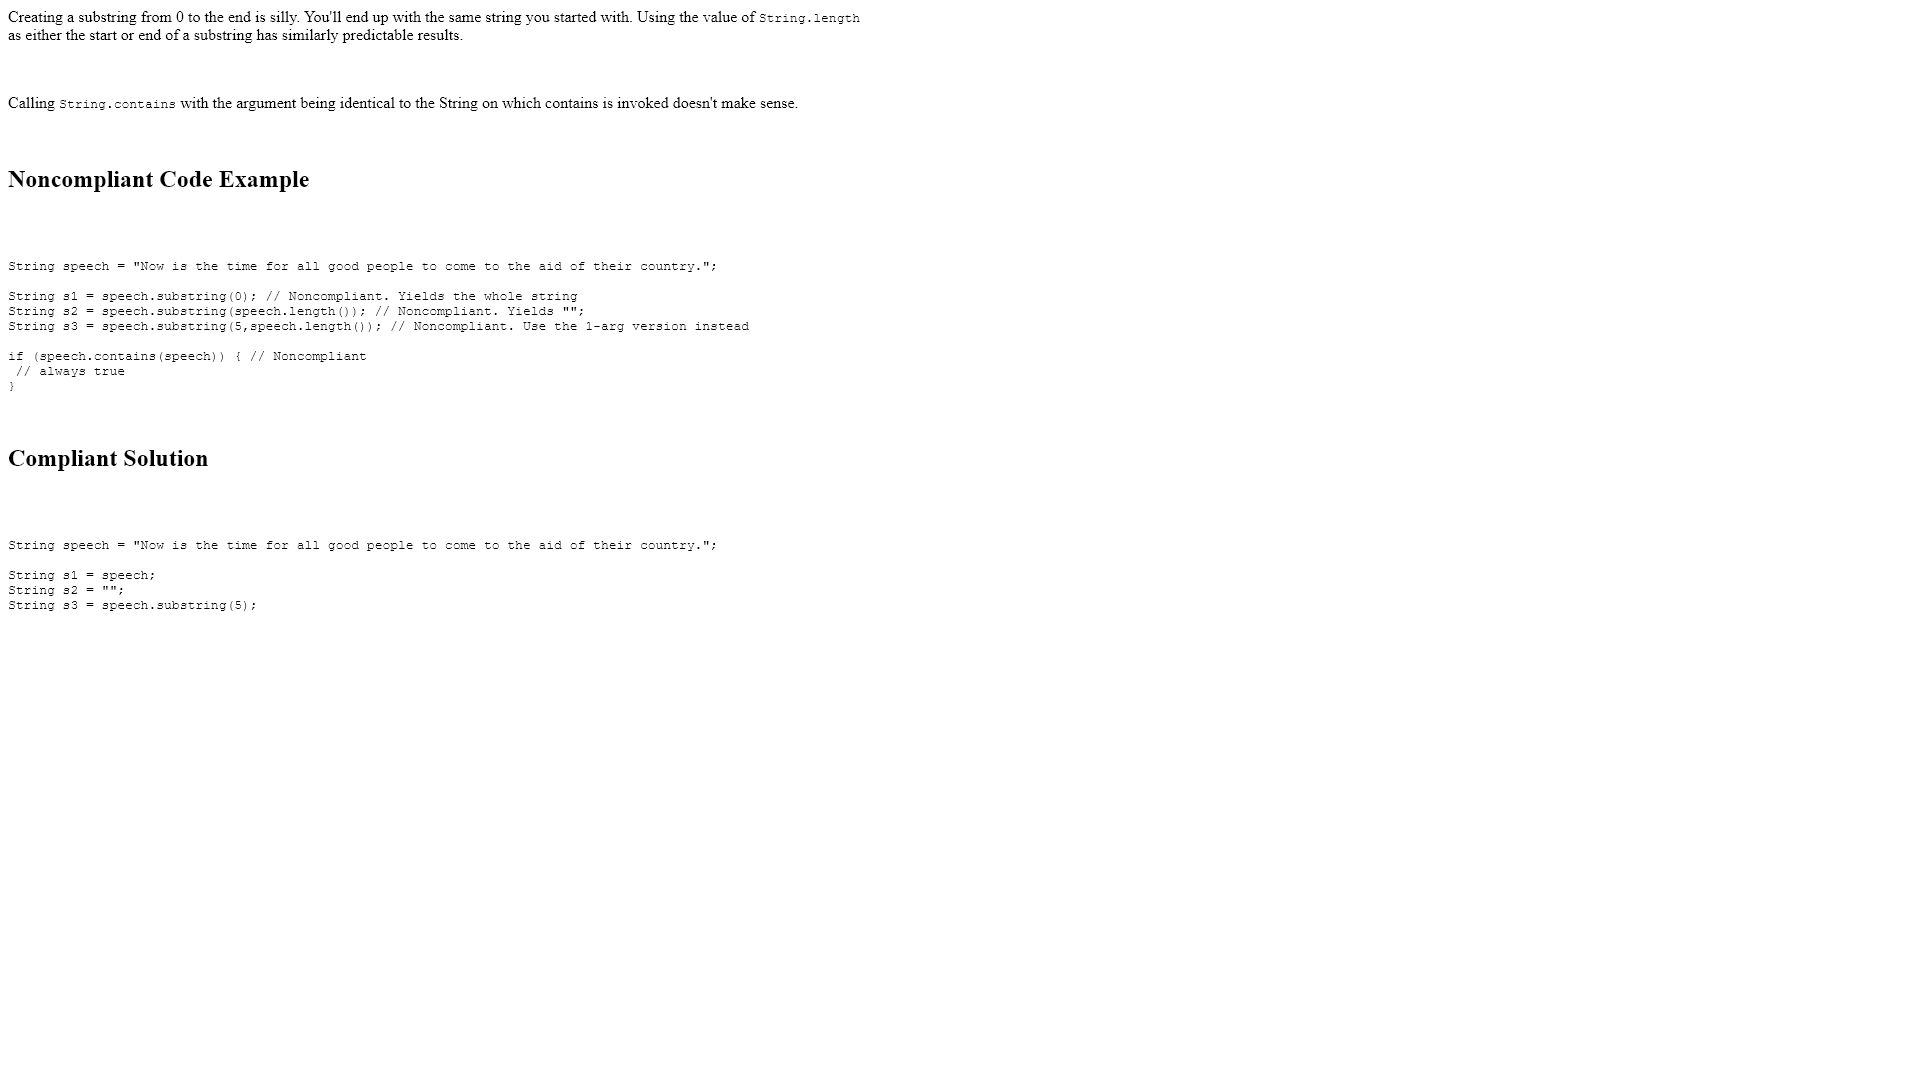 Creating a substring from 0 to the end is silly. You'll end up with the same string you started with. Using the value of String.length
as either the start or end of a substring has similarly predictable results.
Calling String.contains with the argument being identical to the String on which contains is invoked doesn't make sense.
Noncompliant Code Example
String speech = "Now is the time for all good people to come to the aid of their country.";
String s1 = speech.substring(0); // Noncompliant. Yields the whole string
String s2 = speech.substring(speech.length()); // Noncompliant. Yields "";
String s3 = speech.substring(5,speech.length()); // Noncompliant. Use the 1-arg version instead
if (speech.contains(speech)) { // Noncompliant
 // always true
}
Compliant Solution
String speech = "Now is the time for all good people to come to the aid of their country.";
String s1 = speech;
String s2 = "";
String s3 = speech.substring(5);